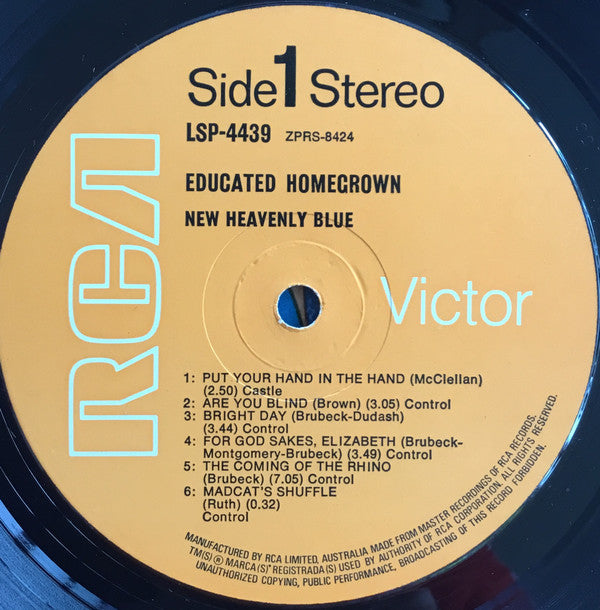 Side 1 Stereo
LSP-4439 ZPRS-8424
EDUCATED HOMEGROWN
NEW HEAVENLY BLUE
RCA
Victor
1: PUT YOUR HAND IN THE HAND (McClellan)
(2.50) Castle
2: ARE YOU BLIND (Brown) (3.05) Control
3: BRIGHT DAY (Brubeck-Dudash)
(3.44) Control
4: FOR GOD SAKES, ELIZABETH (Brubeck-
Montgomery-Brubeck) (3.49) Control
5: THE COMING OF THE RHINO
(Brubeck) (7.05) Control
6: MADCAT'S SHUFFLE
(Ruth) (0.32)
Control
MANUFACTURED BY RCA LIMITED, AUSTRALIA MADE FROM MASTER RECORDINGS OF RCA RECORDS.
TM(S) ® MARCA(S) REGISTRADA(S) USED BY AUTHORITY OF RCA CORPORATION. ALL RIGHTS RESERVED.
UNAUTHORIZED COPYING, PUBLIC PERFORMANCE, BROADCASTING OF THIS RECORD FORBIDDEN.